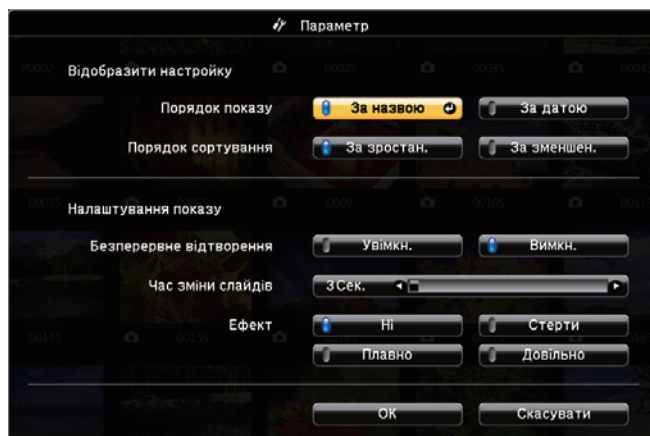 Параметр
Відобразити настройку
Порядок показу За назвою За датою
Порядок сортування За зростан. За зменшен.
Налаштування показу
Безперервне відтворення Увімкн. Вимкн.
Час зміни слайдів 3Сек.
Ефект Ні Стерти
Плавно Довільно
OK Скасувати